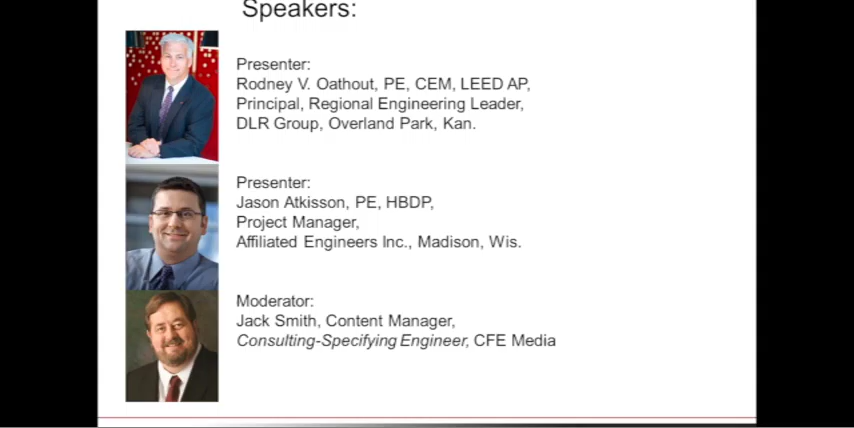 Speakers:
Presenter:
Rodney V. Oathout, PE, CEM, LEED AP,
Principal, Regional Engineering Leader,
DLR Group, Overland Park, Kan.
Presenter:
Jason Atkisson, PE, HBDP,
Project Manager,
Affiliated Engineers Inc., Madison, Wis.
Moderator:
Jack Smith, Content Manager,
Consulting-Specifying Engineer, CFE Media